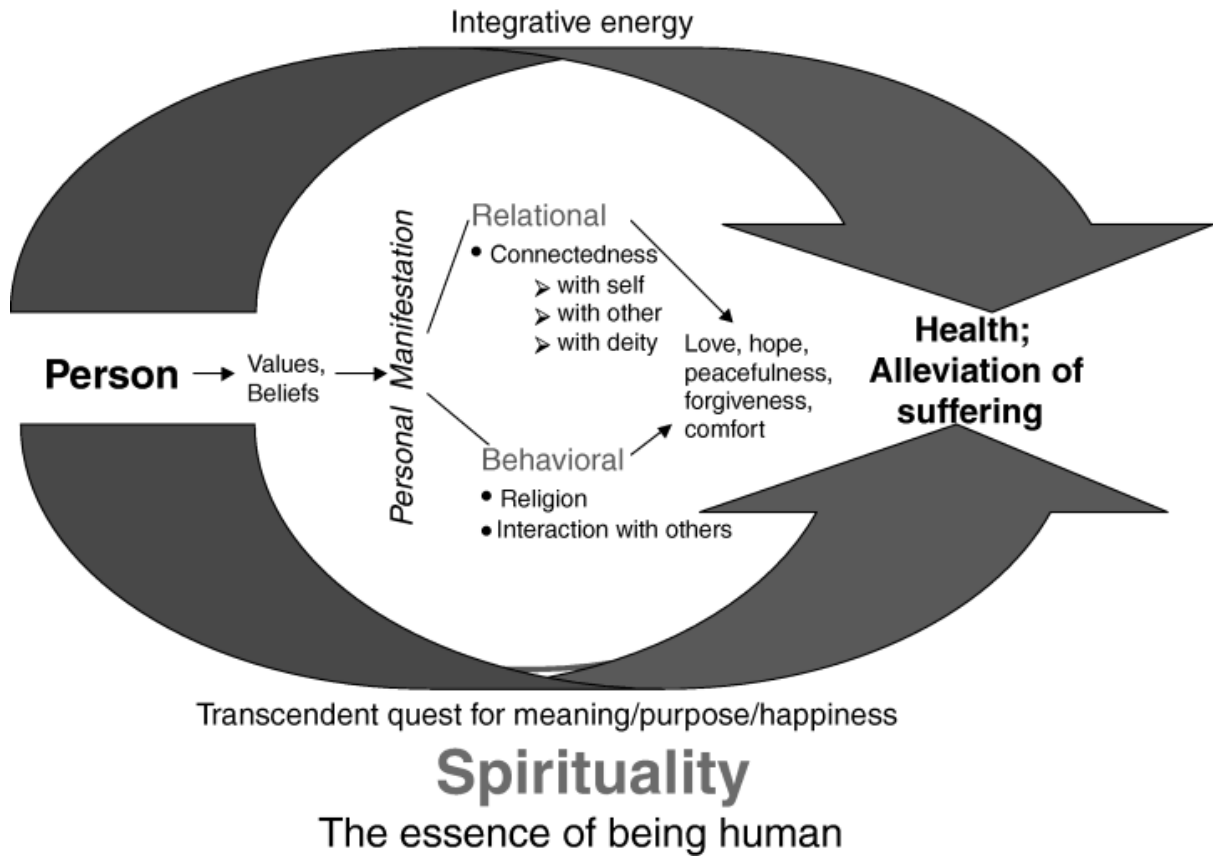 Integrative energy
Person
Values,
Beliefs
Personal Manifestation
Relational
• Connectedness
➢ with self
➢ with other
➢ with deity
Behavioral
• Religion
• Interaction with others
Love, hope,
peacefulness,
forgiveness,
comfort
Health;
Alleviation of
suffering
Transcendent quest for meaning/purpose/happiness
Spirituality
The essence of being human